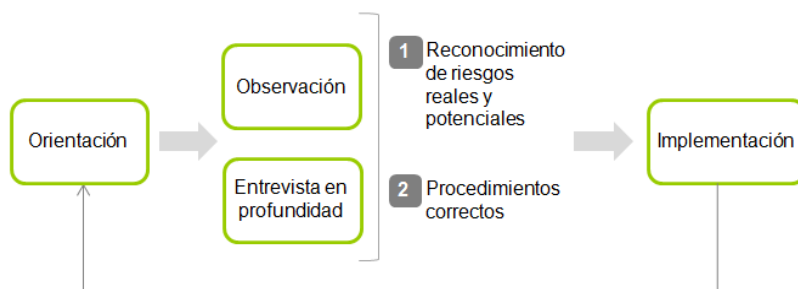 Orientación
Observación
Entrevista en
profundidad
1 Reconocimiento
de riesgos
reales y
potenciales
2 Procedimientos
correctos
Implementación